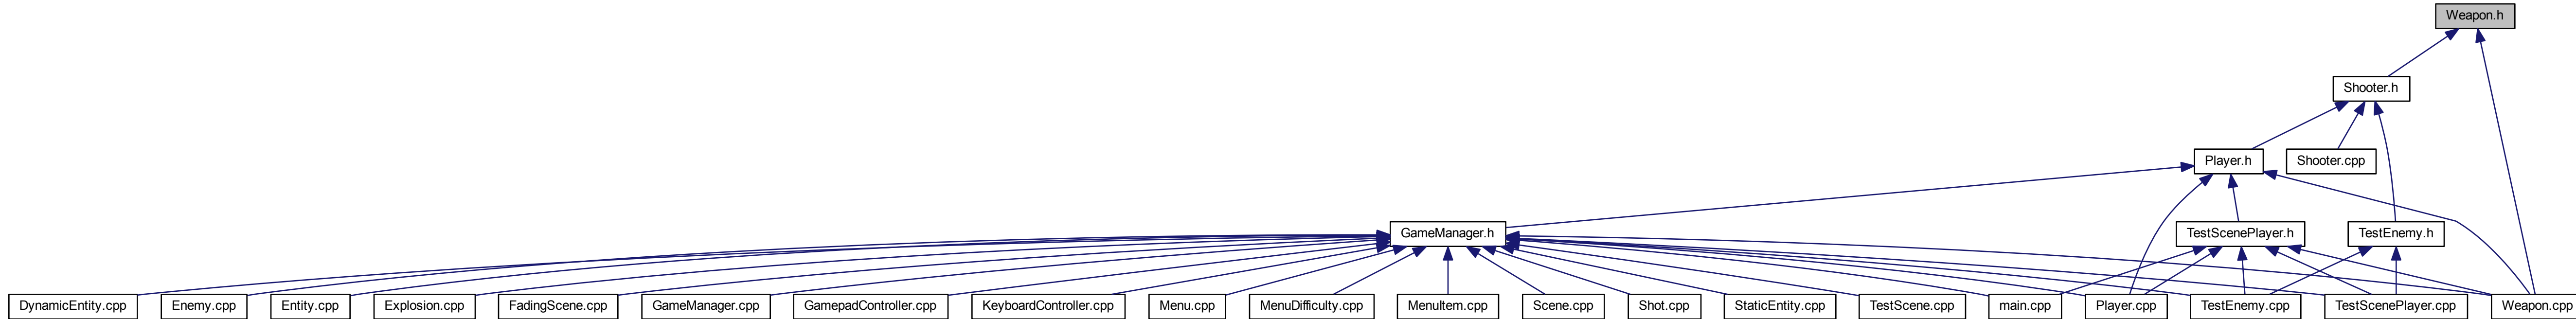 Weapon.h
Shooter.h
Player.h
Shooter.cpp
GameManager.h
TestScenePlayer.h
TestEnemy.h
DynamicEntity.cpp
Enemy.cpp
Entity.cpp
Explosion.cpp
FadingScene.cpp
GameManager.cpp
GamepadController.cpp
KeyboardController.cpp
Menu.cpp
MenuDifficulty.cpp
MenuItem.cpp
Scene.cpp
Shot.cpp
StaticEntity.cpp
TestScene.cpp
main.cpp
Player.cpp
TestEnemy.cpp
TestScenePlayer.cpp
Weapon.cpp